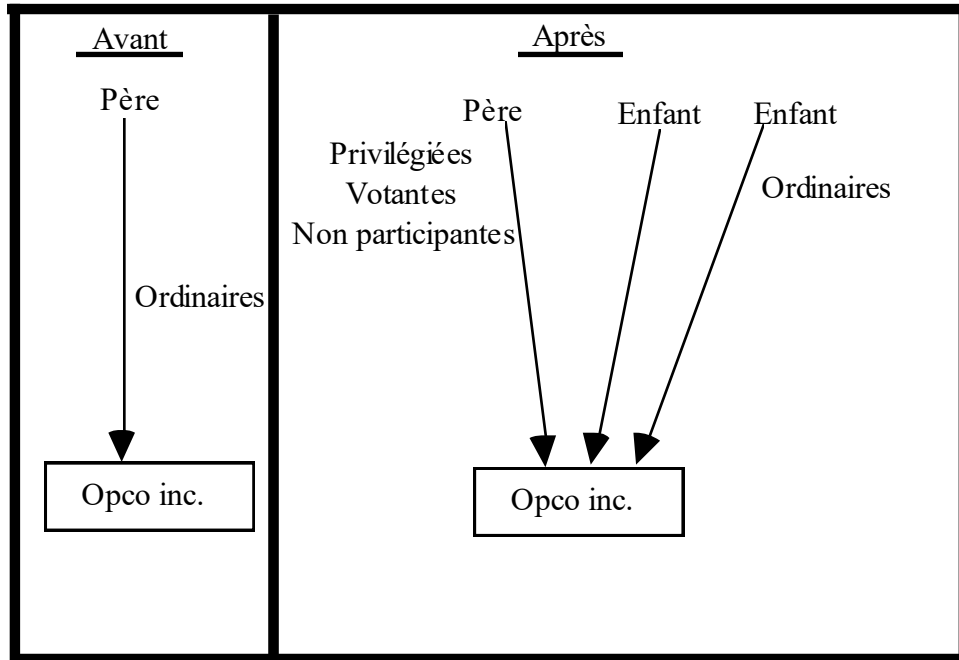 Avant
Père
Ordinaires
Opco inc.
Après
Père
Enfant
Enfant
Privilégiées
Votantes
Non participantes
Ordinaires
Opco inc.